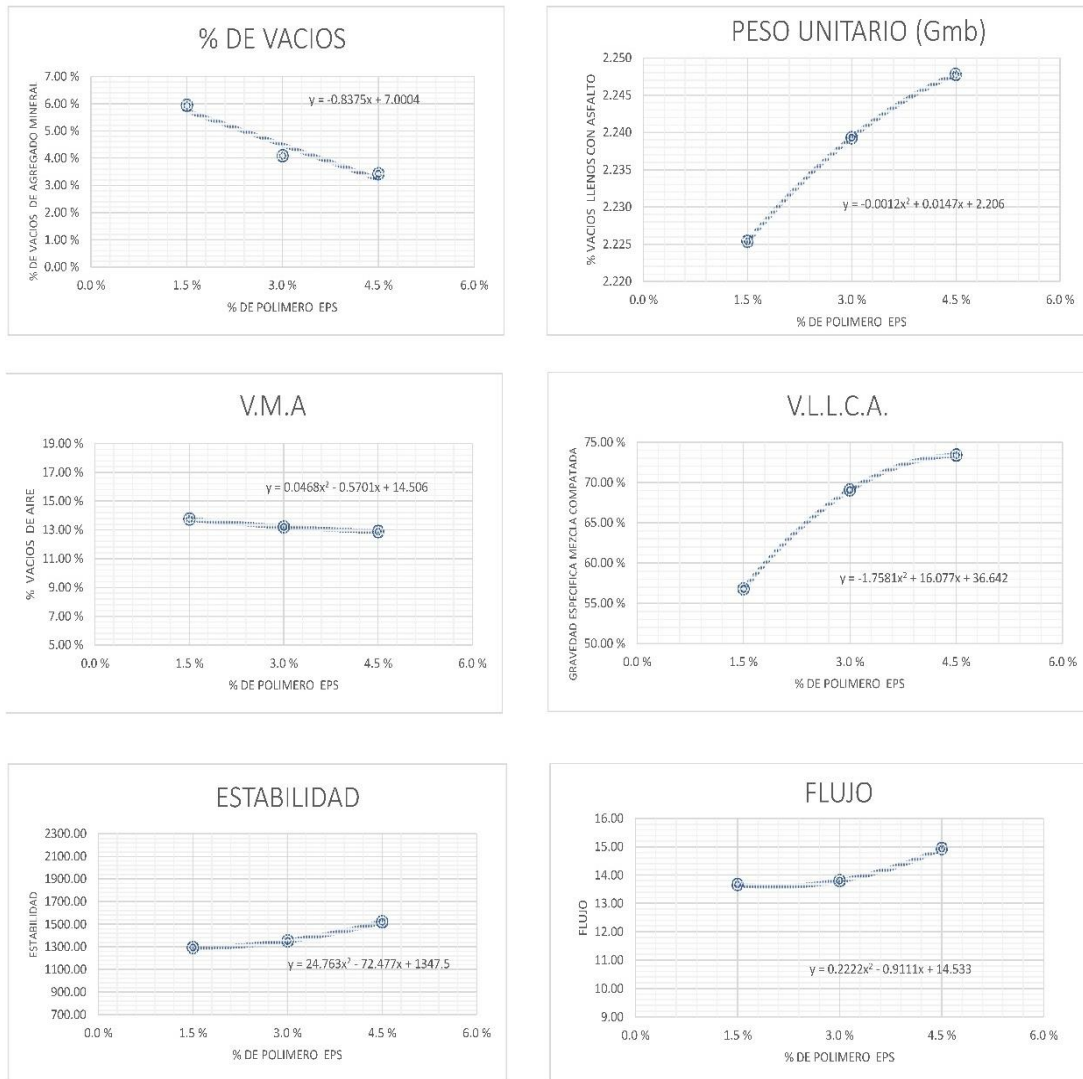 % DE VACIOS
% DE VACIOS DE AGREGADO MINERAL
7.00 %
6.00 %
5.00 %
4.00 %
3.00 %
2.00 %
1.00 %
0.00 %
y = -0.8375x + 7.0004
0.0 % 1.5 % 3.0 % 4.5 % 6.0 %
% DE POLIMERO EPS
PESO UNITARIO (Gmb)
% VACIOS LLENOS CON ASFALTO
2.250
2.245
2.240
2.235
2.230
2.225
2.220
y = -0.0012x² + 0.0147x + 2.206
0.0 % 1.5 % 3.0 % 4.5 % 6.0 %
% DE POLIMERO EPS
V.M.A
% VACIOS DE AIRE
19.00 %
17.00 %
15.00 %
13.00 %
11.00 %
9.00 %
7.00 %
5.00 %
y = 0.0468x² - 0.5701x + 14.506
0.0 % 1.5 % 3.0 % 4.5 % 6.0 %
% DE POLIMERO EPS
V.L.L.C.A.
GRAVEDAD ESPECIFICA MEZCLA COMPATADA
75.00 %
70.00 %
65.00 %
60.00 %
55.00 %
50.00 %
y = -1.7581x² + 16.077x + 36.642
0.0 % 1.5 % 3.0 % 4.5 % 6.0 %
% DE POLIMERO EPS
ESTABILIDAD
ESTABILIDAD
2300.00
2100.00
1900.00
1700.00
1500.00
1300.00
1100.00
900.00
700.00
y = 24.763x² - 72.477x + 1347.5
0.0 % 1.5 % 3.0 % 4.5 % 6.0 %
% DE POLIMERO EPS
FLUJO
FLUJO
16.00
15.00
14.00
13.00
12.00
11.00
10.00
9.00
y = 0.2222x² - 0.9111x + 14.533
0.0 % 1.5 % 3.0 % 4.5 % 6.0 %
% DE POLIMERO EPS